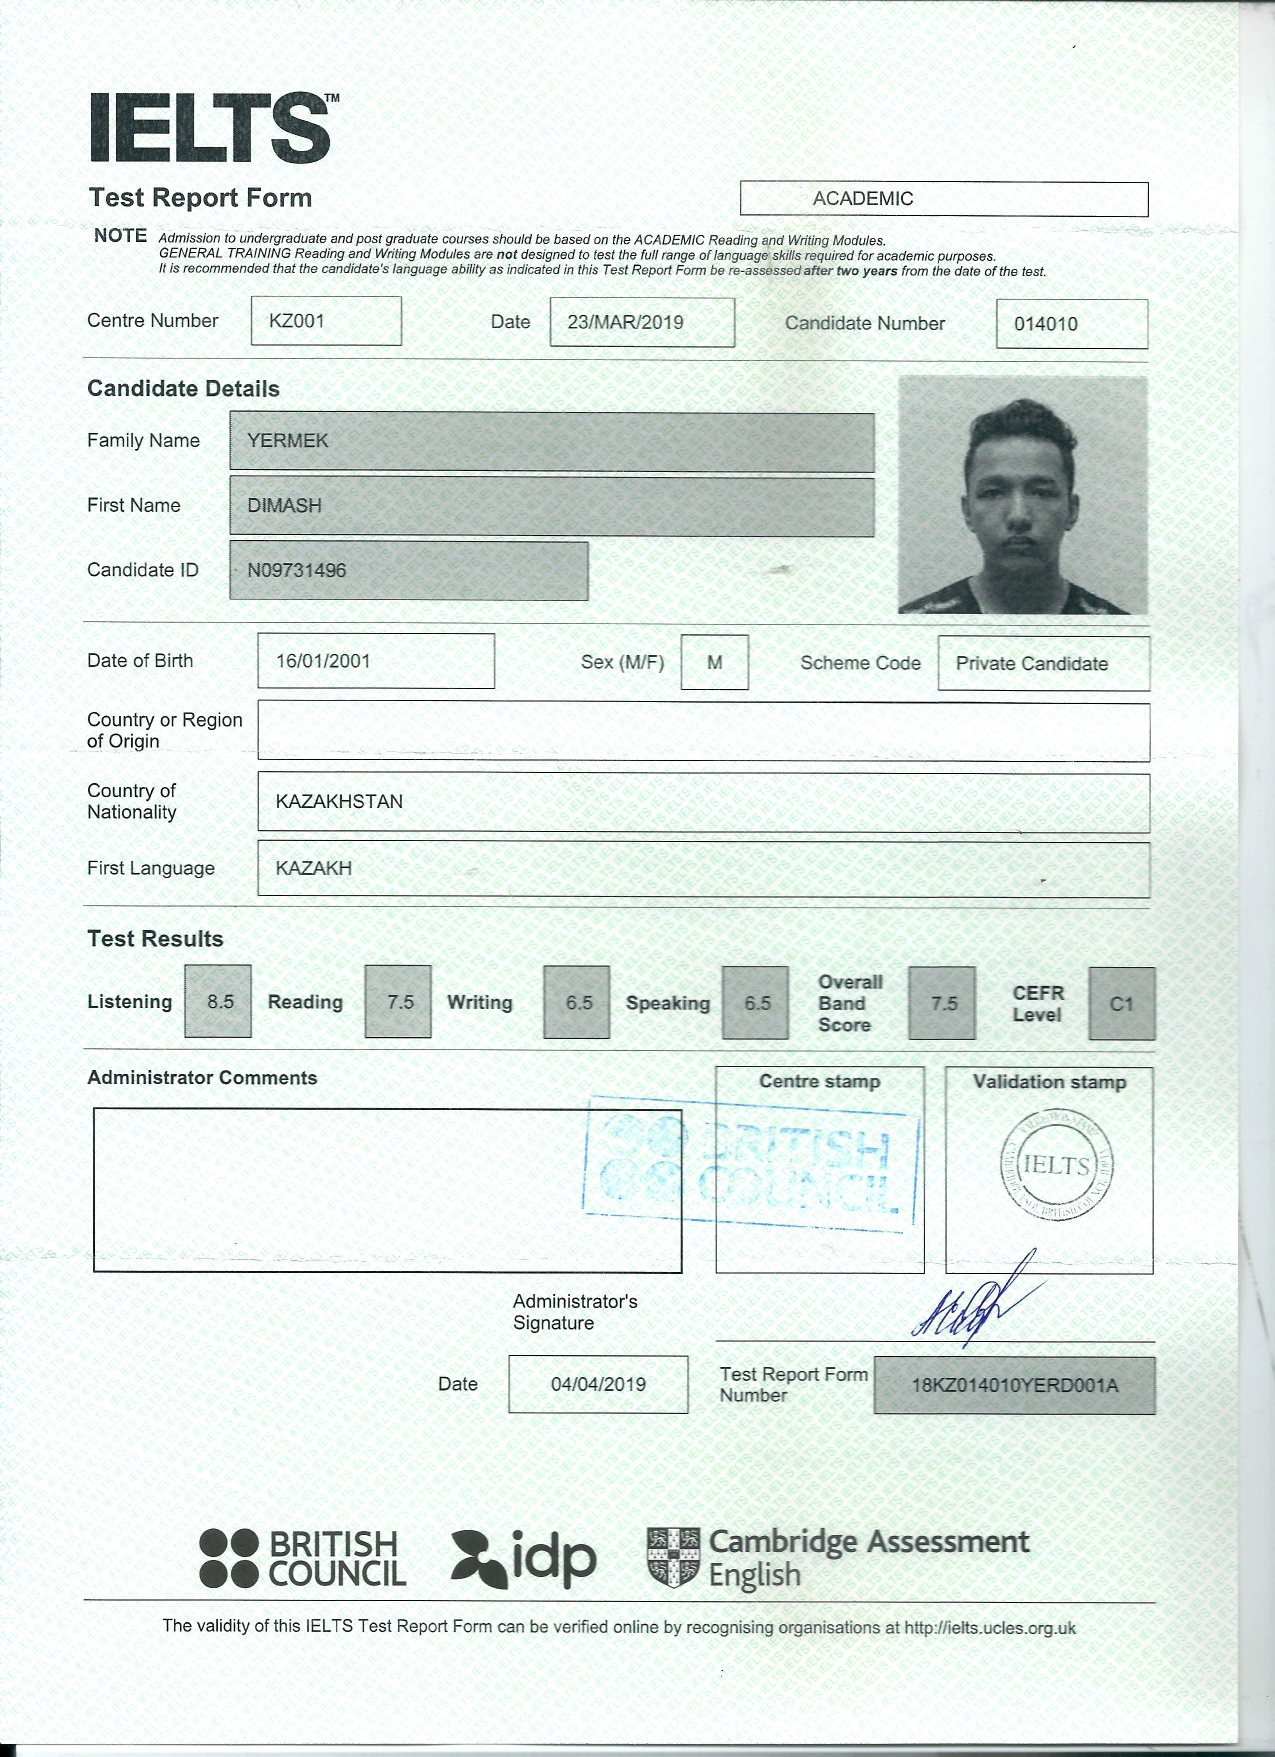 IELTS™
Test Report Form
ACADEMIC
NOTE Admission to undergraduate and post graduate courses should be based on the ACADEMIC Reading and Writing Modules.
GENERAL TRAINING Reading and Writing Modules are not designed to test the full range of language skills required for academic purposes.
It is recommended that the candidate's language ability as indicated in this Test Report Form be re-assessed after two years from the date of the test.
Centre Number KZ001 Date 23/MAR/2019 Candidate Number 014010
Candidate Details
Family Name YERMEK
First Name DIMASH
Candidate ID N09731496
Date of Birth 16/01/2001 Sex (M/F) M Scheme Code Private Candidate
Country or Region
of Origin
Country of
Nationality
KAZAKHSTAN
First Language KAZAKH
Test Results
Listening 8.5 Reading 7.5 Writing 6.5 Speaking 6.5 Overall Band Score 7.5 CEFR Level C1
Administrator Comments
Centre stamp
Validation stamp
BRITISH
COUNCIL
IELTS
Administrator's
Signature
Date 04/04/2019
Test Report Form
Number
18KZ014010YERD001A
BRITISH
COUNCIL
idp
Cambridge Assessment
English
The validity of this IELTS Test Report Form can be verified online by recognising organisations at http://ielts.ucles.org.uk